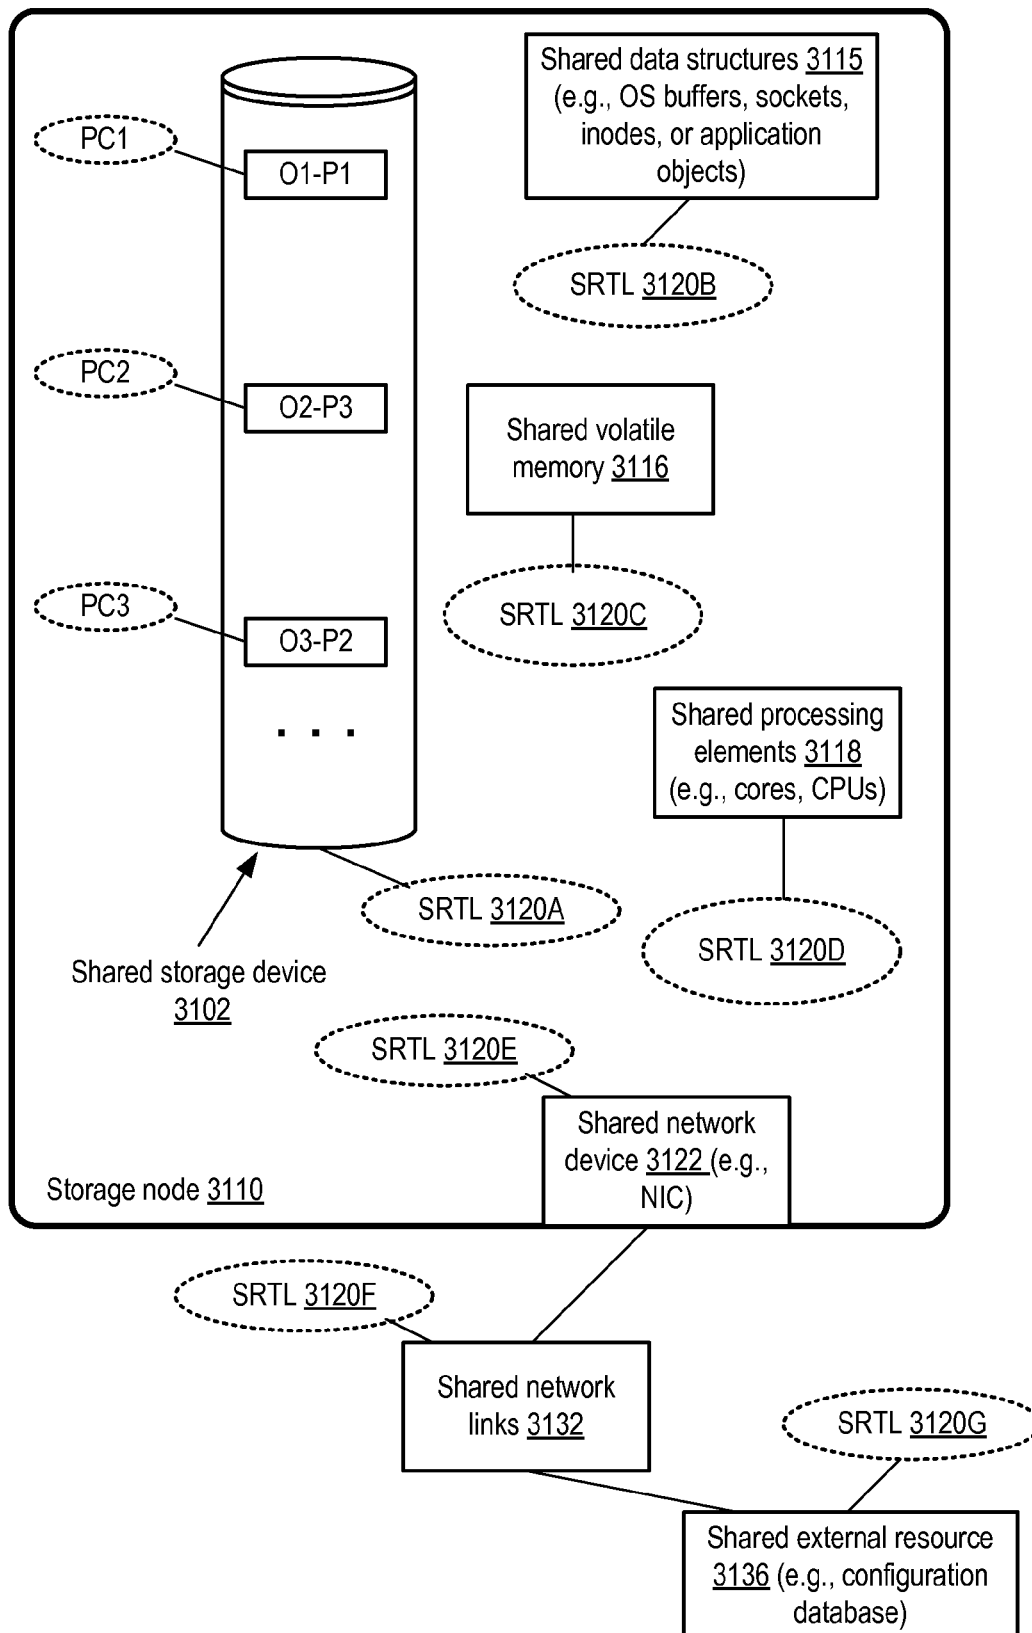 Shared data structures 3115
(e.g., OS buffers, sockets,
inodes, or application
objects)
PC1
O1-P1
SRTL 3120B
PC2
O2-P3
Shared volatile
memory 3116
PC3
O3-P2
SRTL 3120C
. . .
Shared processing
elements 3118
(e.g., cores, CPUs)
SRTL 3120A
SRTL 3120D
Shared storage device
3102
SRTL 3120E
Shared network
device 3122 (e.g.,
NIC)
Storage node 3110
SRTL 3120F
Shared network
links 3132
SRTL 3120G
Shared external resource
3136 (e.g., configuration
database)